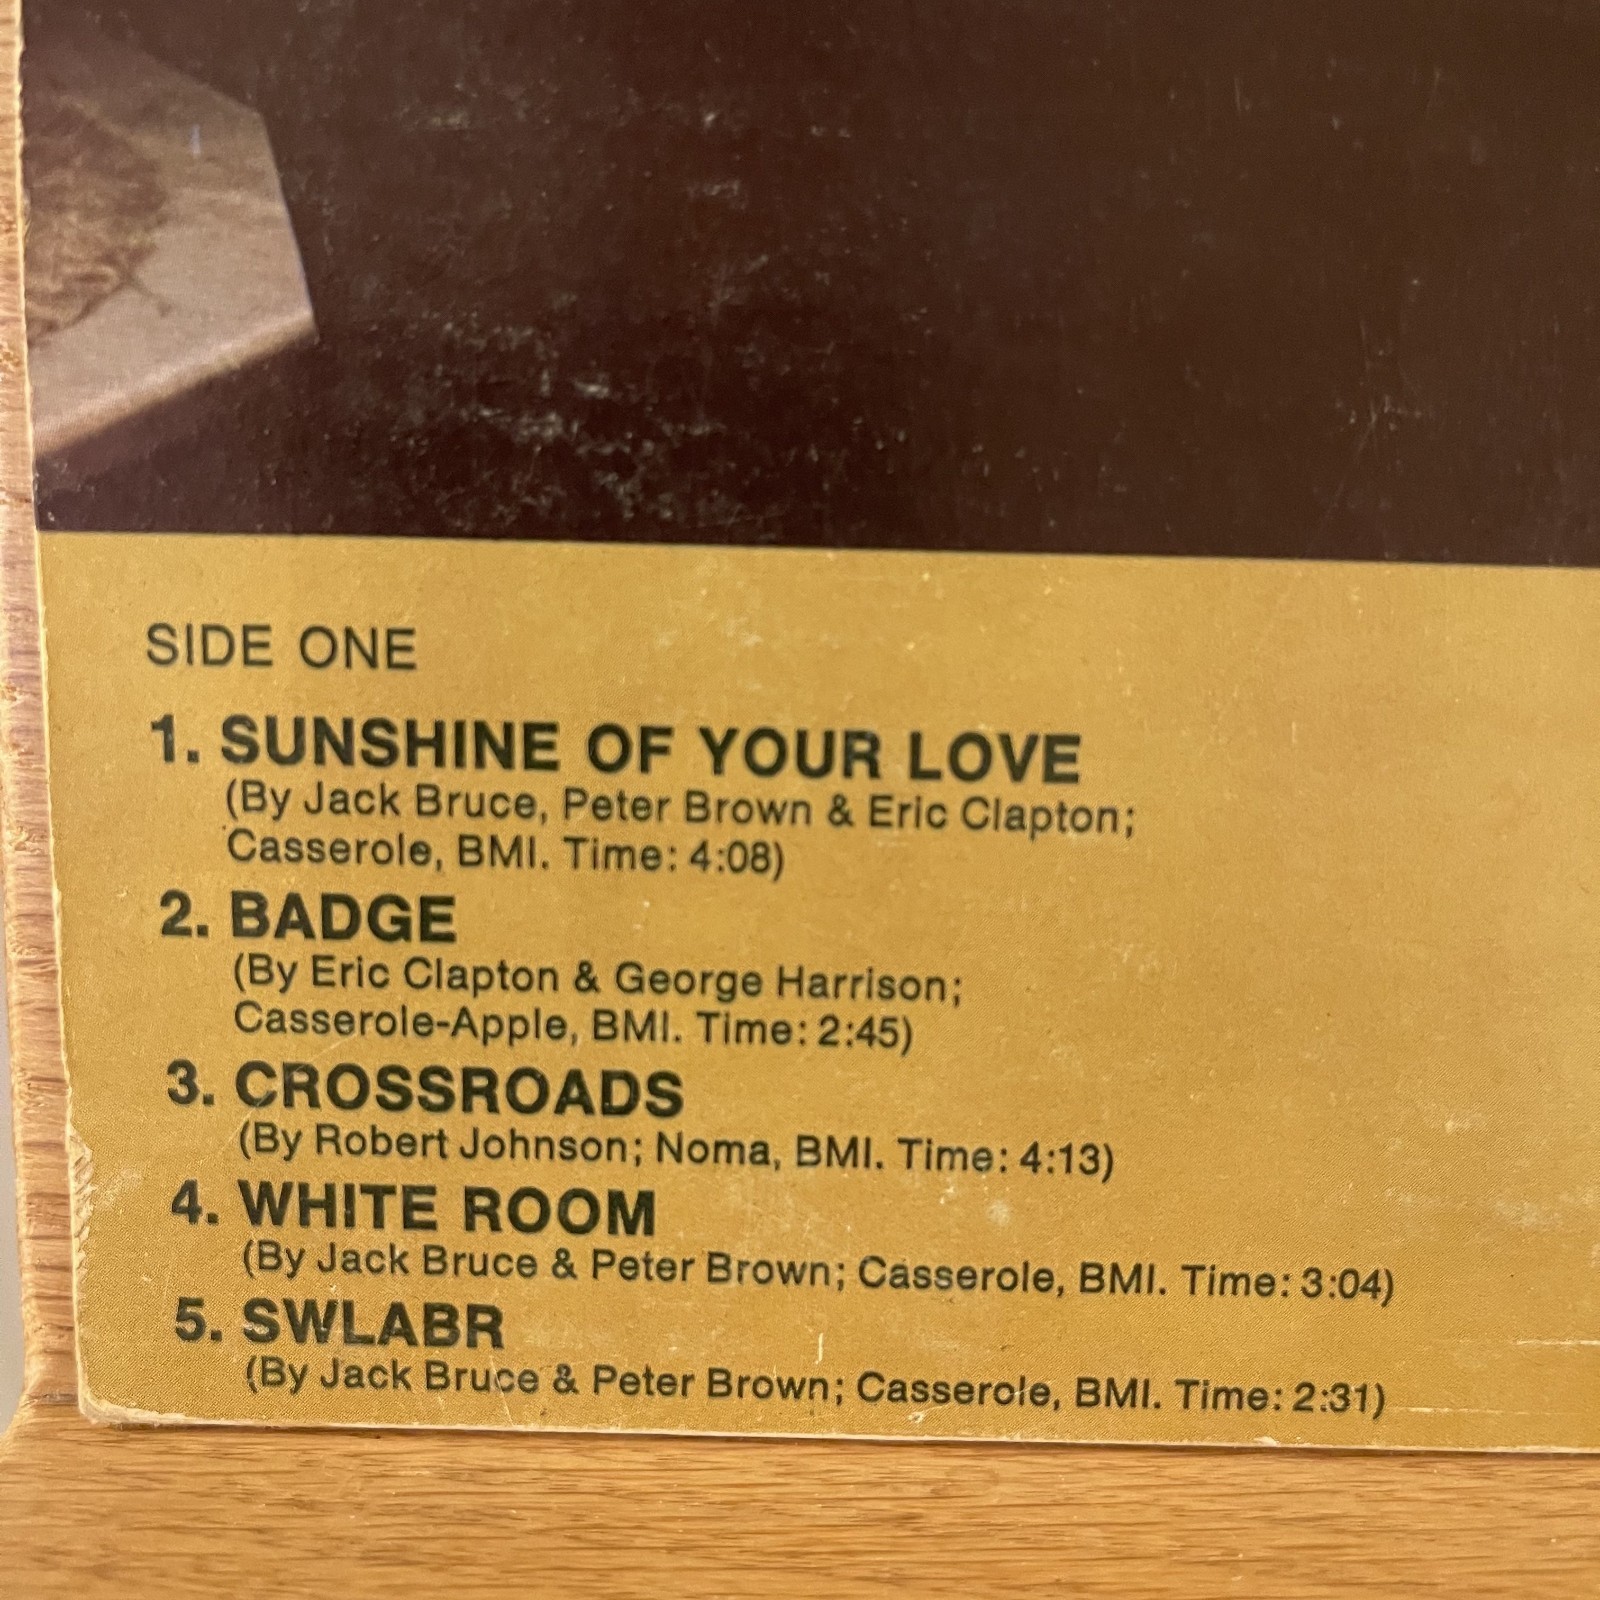 SIDE ONE
1. SUNSHINE OF YOUR LOVE
(By Jack Bruce, Peter Brown & Eric Clapton;
Casserole, BMI. Time: 4:08)
2. BADGE
(By Eric Clapton & George Harrison;
Casserole-Apple, BMI. Time: 2:45)
3. CROSSROADS
(By Robert Johnson; Noma, BMI. Time: 4:13)
4. WHITE ROOM
(By Jack Bruce & Peter Brown; Casserole, BMI. Time: 3:04)
5. SWLABR
(By Jack Bruce & Peter Brown; Casserole, BMI. Time: 2:31)